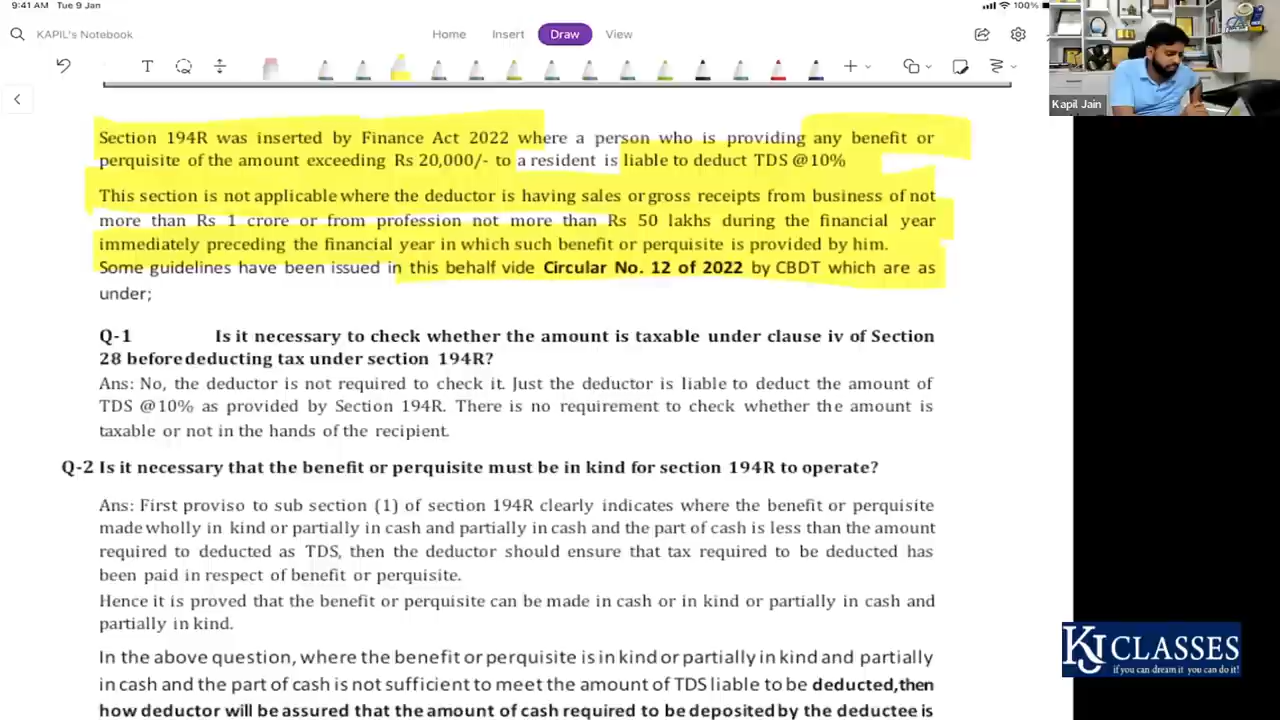 9:41 AM Tue 9 Jan
100%
KAPIL's Notebook
Home Insert Draw View
Kapil Jain
Section 194R was inserted by Finance Act 2022 where a person who is providing any benefit or
perquisite of the amount exceeding Rs 20,000/- to a resident is liable to deduct TDS @10%
This section is not applicable where the deductor is having sales or gross receipts from business of not
more than Rs 1 crore or from profession not more than Rs 50 lakhs during the financial year
immediately preceding the financial year in which such benefit or perquisite is provided by him.
Some guidelines have been issued in this behalf vide Circular No. 12 of 2022 by CBDT which are as
under;
Q-1 Is it necessary to check whether the amount is taxable under clause iv of Section
28 before deducting tax under section 194R?
Ans: No, the deductor is not required to check it. Just the deductor is liable to deduct the amount of
TDS @10% as provided by Section 194R. There is no requirement to check whether the amount is
taxable or not in the hands of the recipient.
Q-2 Is it necessary that the benefit or perquisite must be in kind for section 194R to operate?
Ans: First proviso to sub section (1) of section 194R clearly indicates where the benefit or perquisite
made wholly in kind or partially in cash and partially in cash and the part of cash is less than the amount
required to deducted as TDS, then the deductor should ensure that tax required to be deducted has
been paid in respect of benefit or perquisite.
Hence it is proved that the benefit or perquisite can be made in cash or in kind or partially in cash and
partially in kind.
In the above question, where the benefit or perquisite is in kind or partially in kind and partially
in cash and the part of cash is not sufficient to meet the amount of TDS liable to be deducted, then
how deductor will be assured that the amount of cash required to be deposited by the deductee is
KJ CLASSES
if you can dream it you can do it!